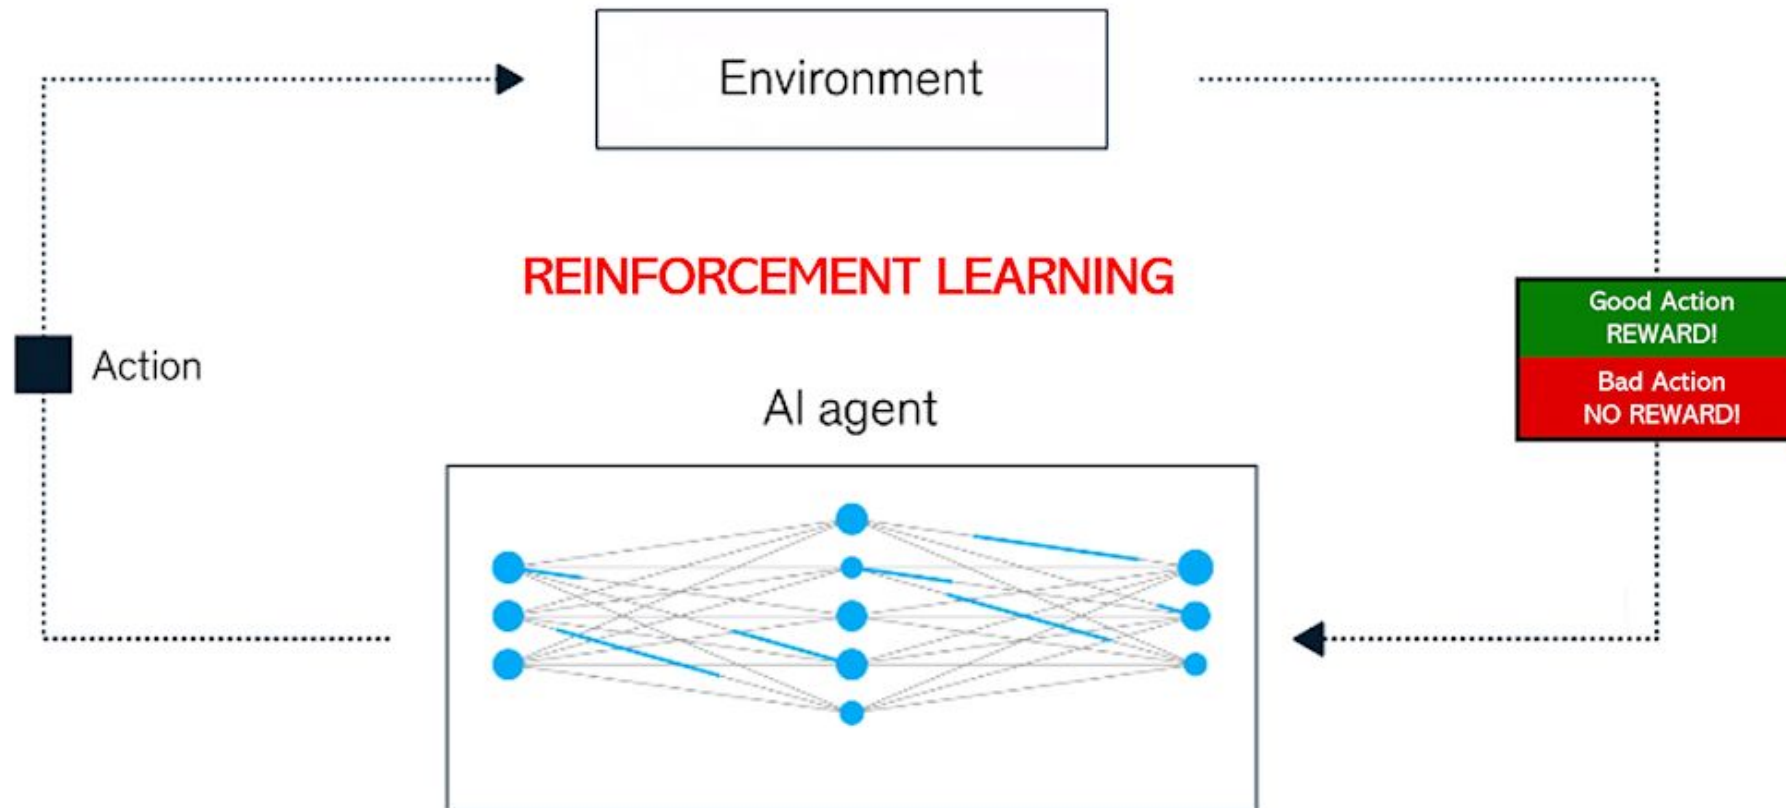 Environment
REINFORCEMENT LEARNING
Good Action
REWARD!
Bad Action
NO REWARD!
Action
AI agent